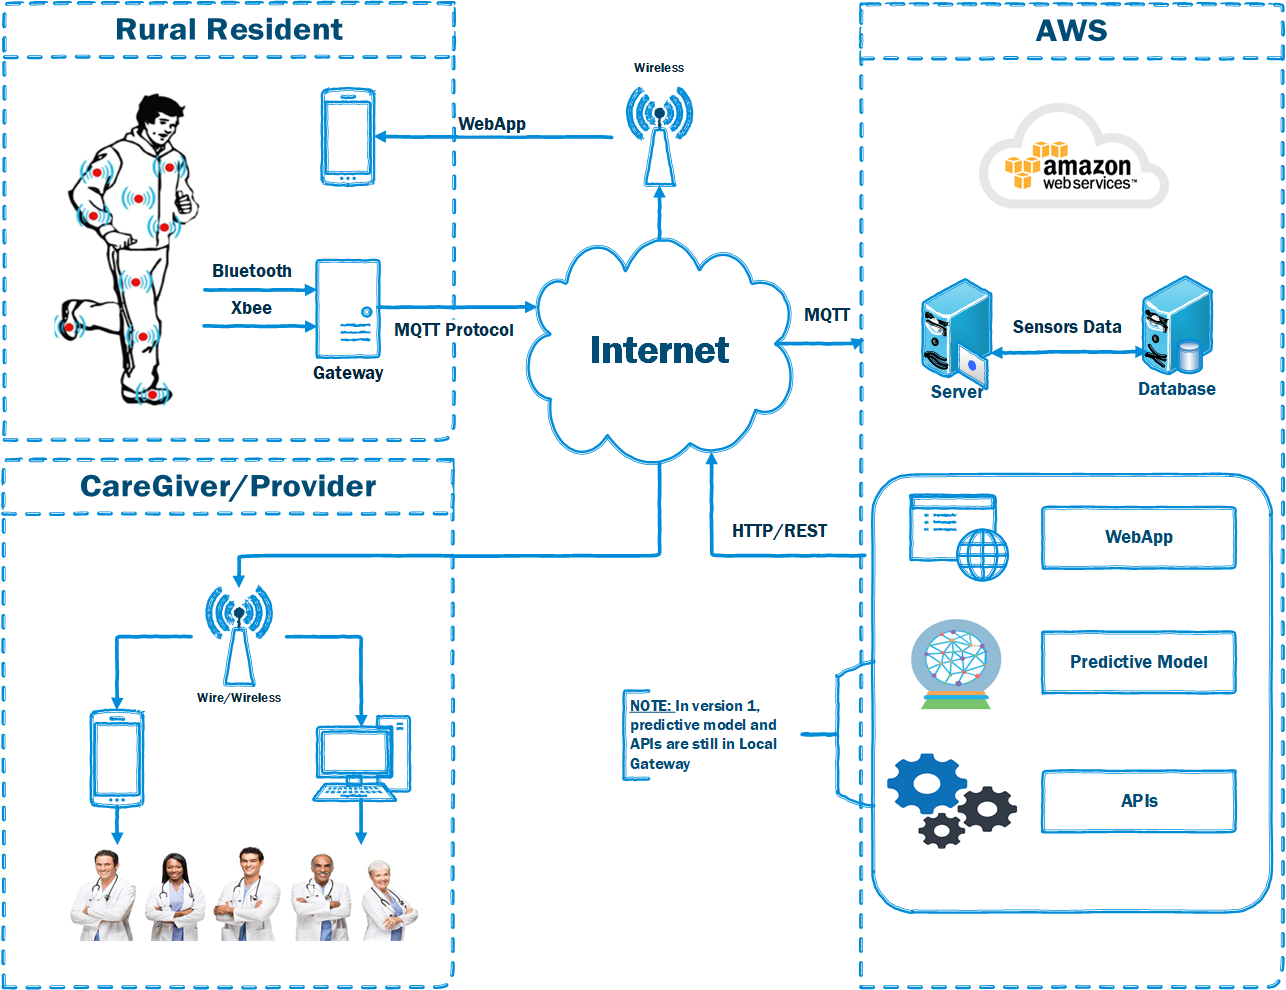 Rural Resident
AWS
Wireless
WebApp
amazon
web services™
Bluetooth
Xbee
MQTT Protocol
Gateway
Internet
MQTT
Sensors Data
Server
Database
CareGiver/Provider
HTTP/REST
WebApp
Predictive Model
Wire/Wireless
NOTE: In version 1,
predictive model and
APIs are still in Local
Gateway
APIs